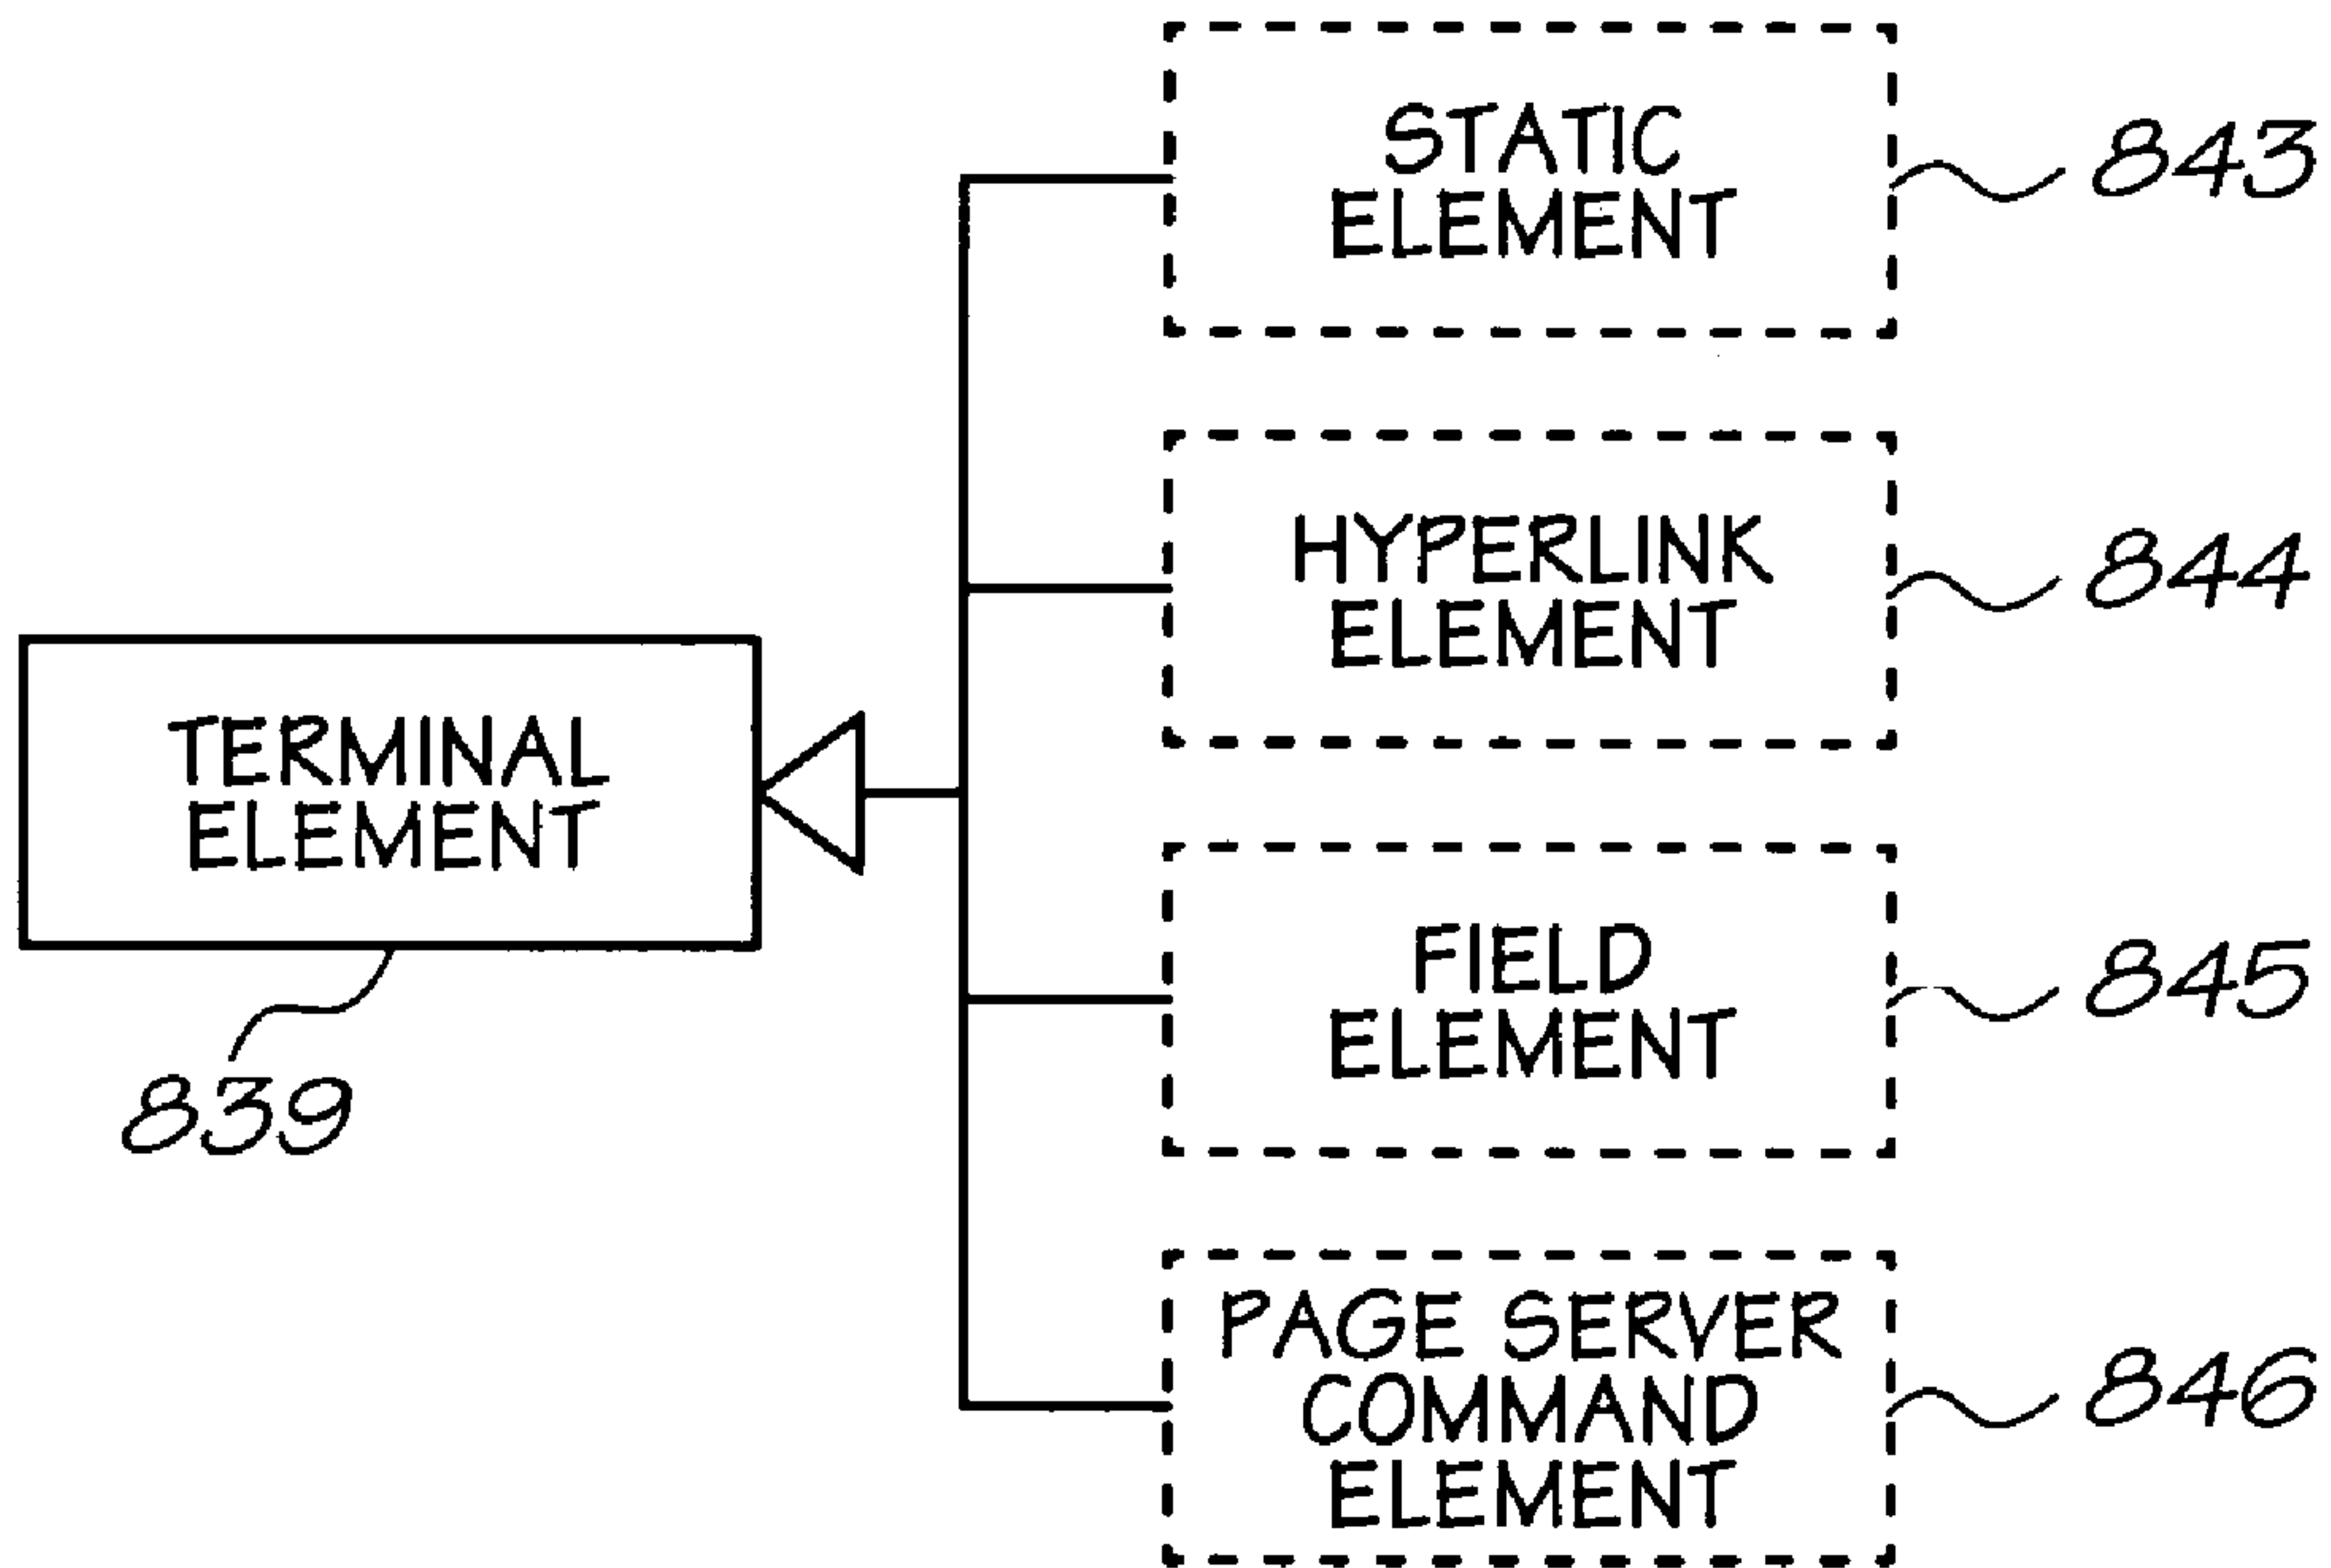 STATIC
ELEMENT
843
HYPERLINK
ELEMENT
844
TERMINAL
ELEMENT
839
FIELD
ELEMENT
845
PAGE SERVER
COMMAND
ELEMENT
846